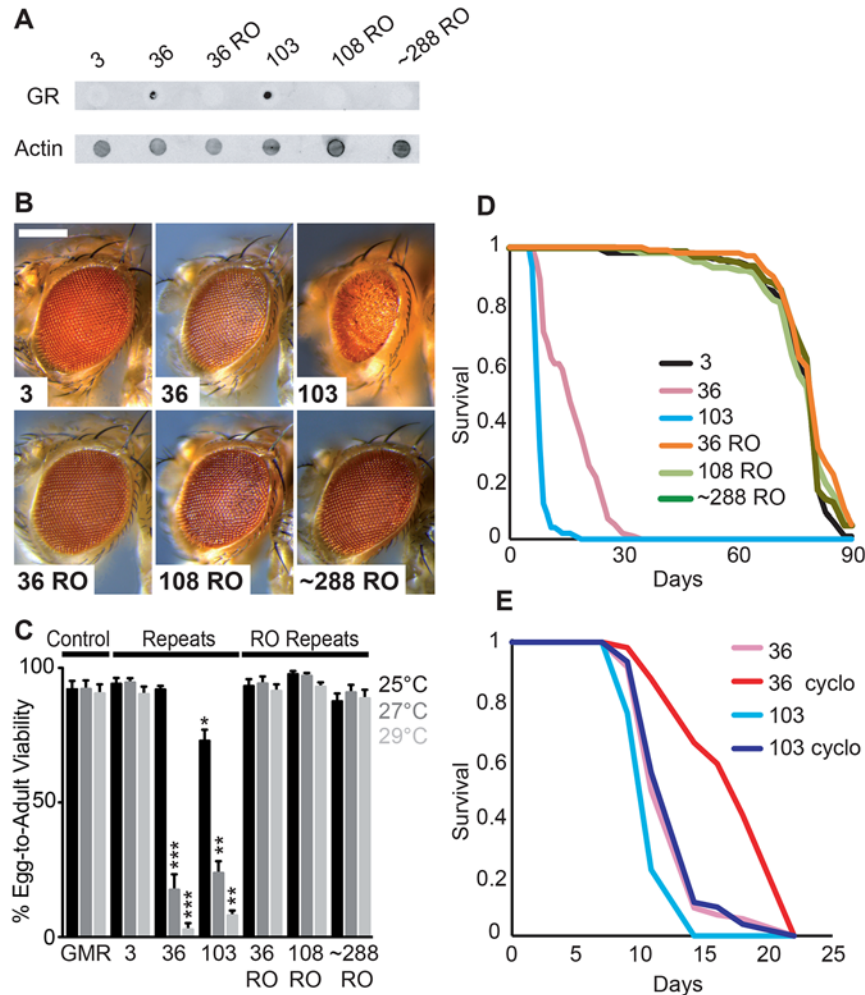 A
3 36 36 RO 103 108 RO ~288 RO
GR
Actin
B
3 36 103
36 RO 108 RO ~288 RO
C
Control Repeats RO Repeats
% Egg-to-Adult Viability
100
50
0
25°C
27°C
29°C
*** *** * ** **
GMR 3 36 103 36 RO 108 RO ~288 RO
D
Survival
1
0.8
0.6
0.4
0.2
0
0 30 60 90
Days
3
36
103
36 RO
108 RO
~288 RO
E
Survival
1
0.8
0.6
0.4
0.2
0
0 5 10 15 20 25
Days
36
36 cyclo
103
103 cyclo